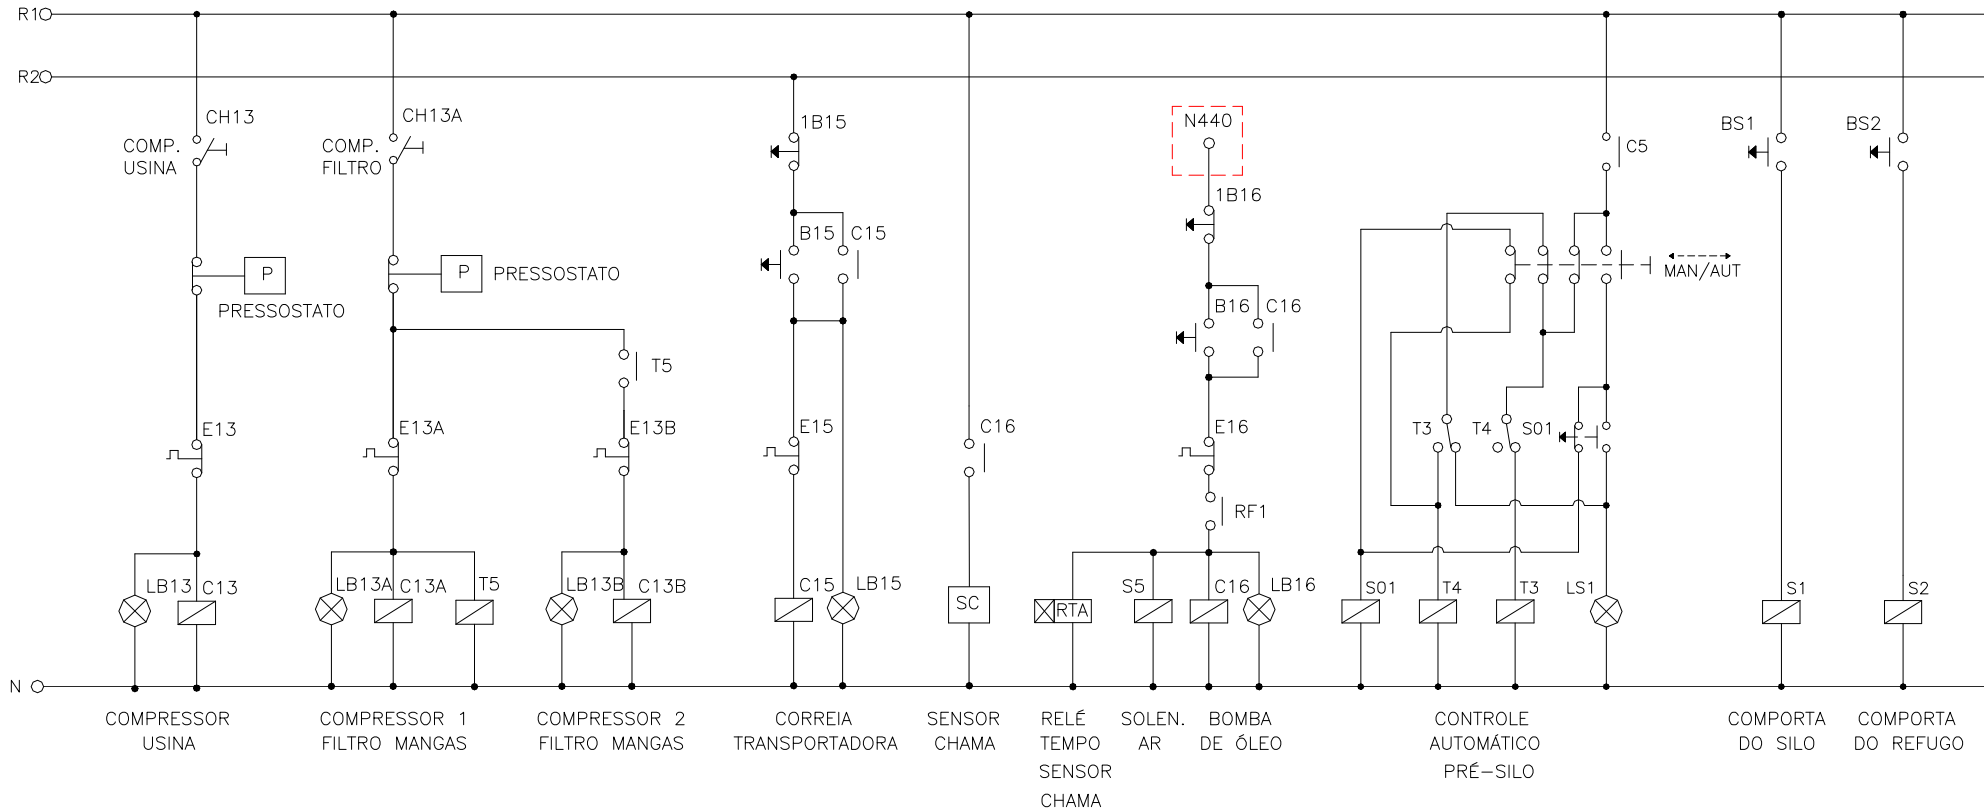 R1
R2
CH13
CH13A
1B15
N440
BS1
BS2
C5
COMP.
USINA
COMP.
FILTRO
1B16
B15
C15
MAN/AUT
P
PRESSOSTATO
P
PRESSOSTATO
B16
C16
T5
E13
E13A
E13B
E15
C16
E16
T3
T4
S01
RF1
LB13
C13
LB13A
C13A
T5
LB13B
C13B
C15
LB15
SC
RTA
S5
C16
LB16
S01
T4
T3
LS1
S1
S2
N
COMPRESSOR
USINA
COMPRESSOR 1
FILTRO MANGAS
COMPRESSOR 2
FILTRO MANGAS
CORREIA
TRANSPORTADORA
SENSOR
CHAMA
RELÉ
TEMPO
SENSOR
CHAMA
SOLEN.
AR
BOMBA
DE ÓLEO
CONTROLE
AUTOMÁTICO
PRÉ-SILO
COMPORTA
DO SILO
COMPORTA
DO REFUGO